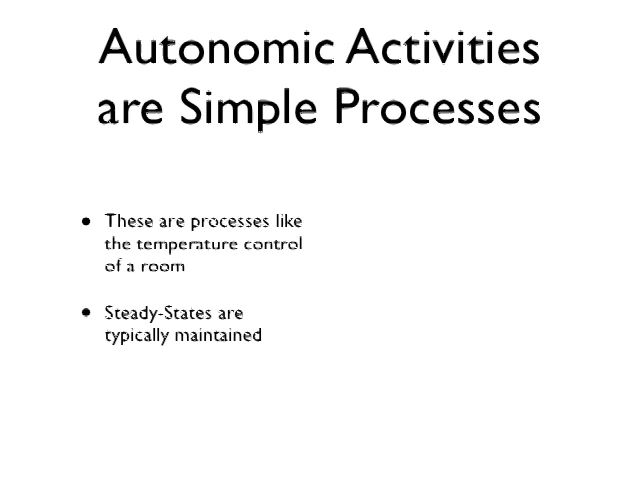 Autonomic Activities
are Simple Processes
• These are processes like
the temperature control
of a room
• Steady-States are
typically maintained